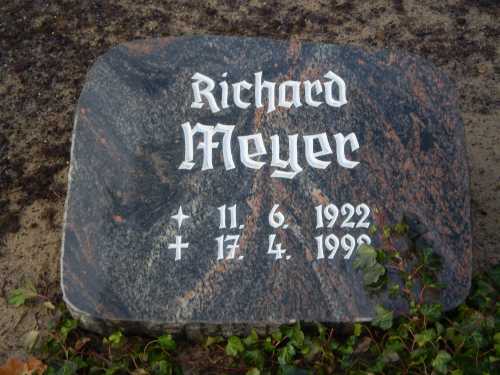 Richard
Meyer
✦ 11. 6. 1922
† 17. 4. 1998